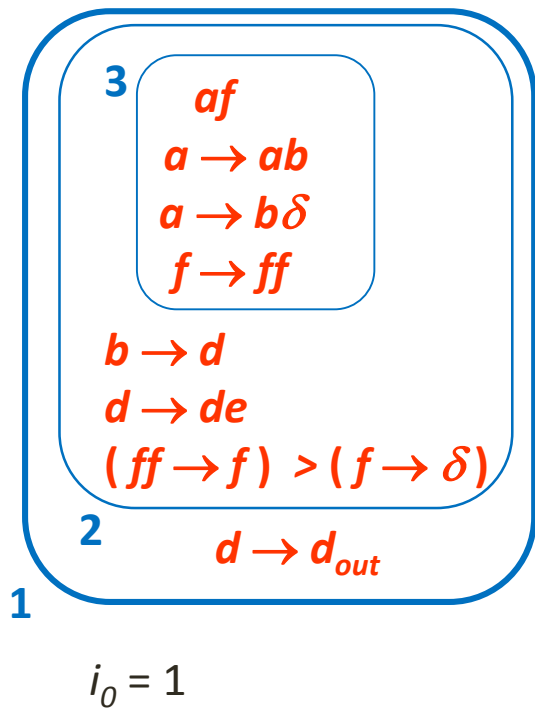 3
af
a → ab
a → bδ
f → ff
b → d
d → de
( ff → f ) > ( f → δ )
2
d → d_out
1
i_0 = 1